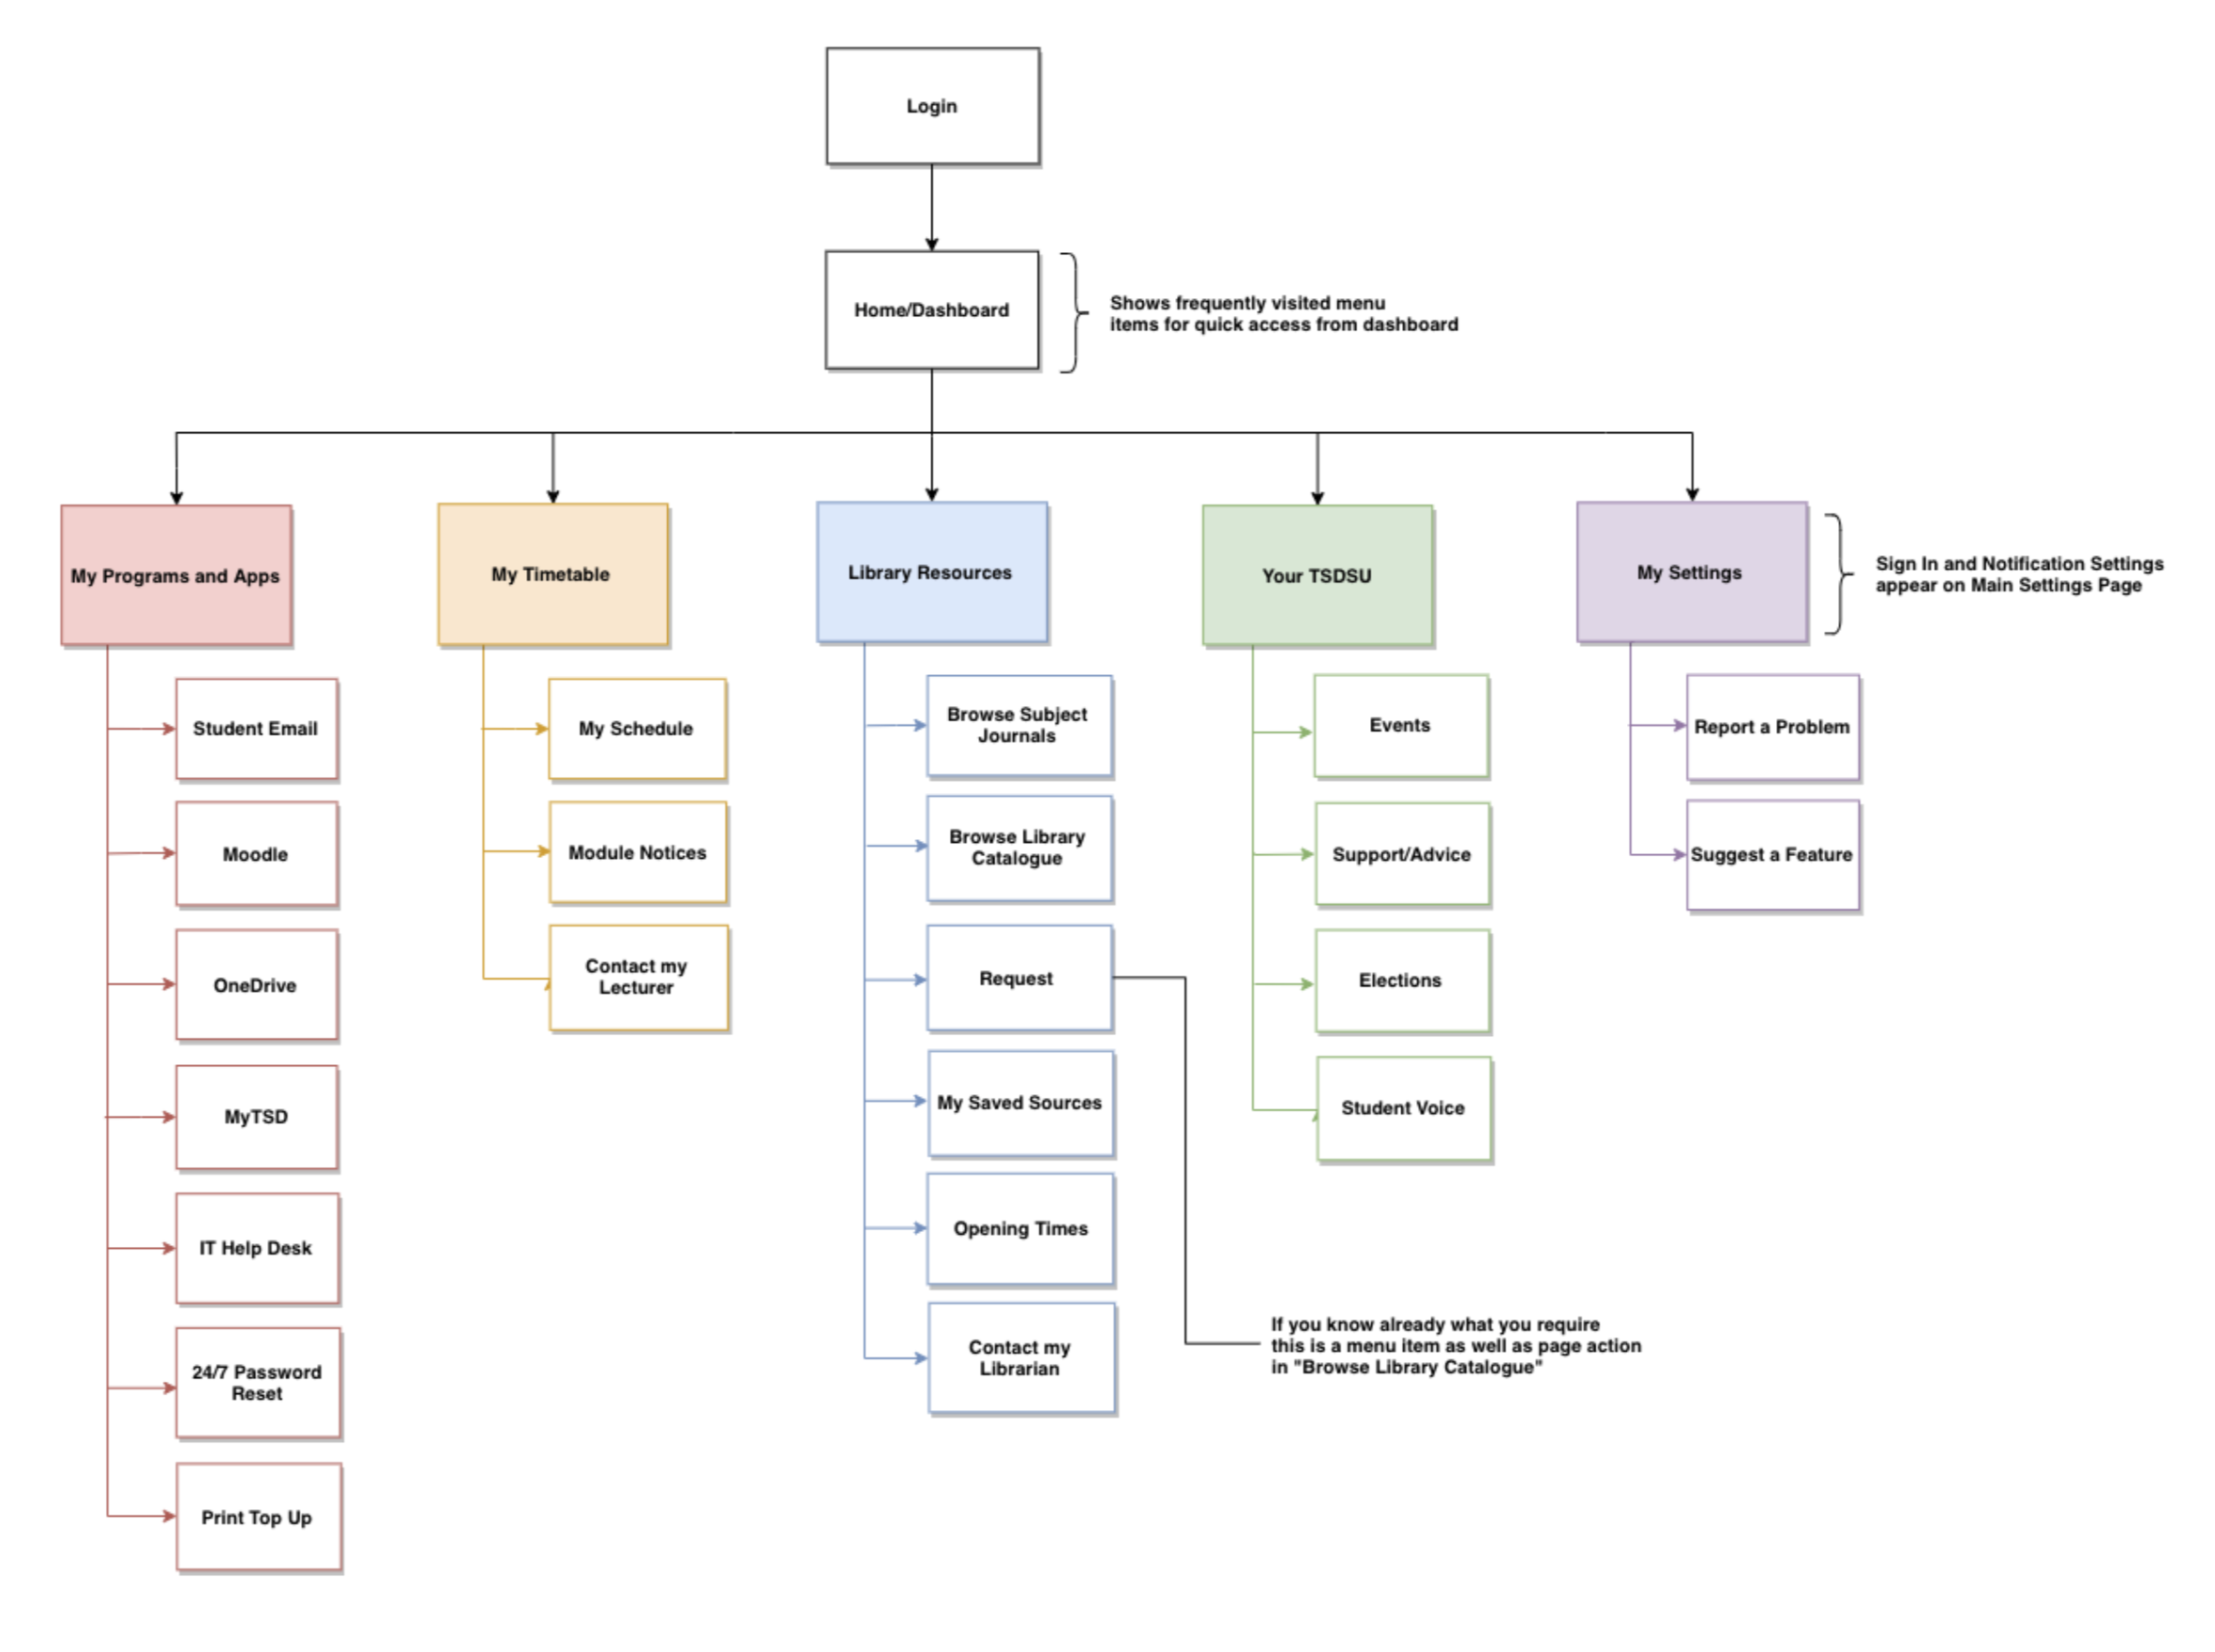 Login
Home/Dashboard
Shows frequently visited menu
items for quick access from dashboard
My Programs and Apps
My Timetable
Library Resources
Your TSDSU
My Settings
Sign In and Notification Settings
appear on Main Settings Page
Student Email
Moodle
OneDrive
MyTSD
IT Help Desk
24/7 Password
Reset
Print Top Up
My Schedule
Module Notices
Contact my
Lecturer
Browse Subject
Journals
Browse Library
Catalogue
Request
My Saved Sources
Opening Times
Contact my
Librarian
If you know already what you require
this is a menu item as well as page action
in "Browse Library Catalogue"
Events
Support/Advice
Elections
Student Voice
Report a Problem
Suggest a Feature